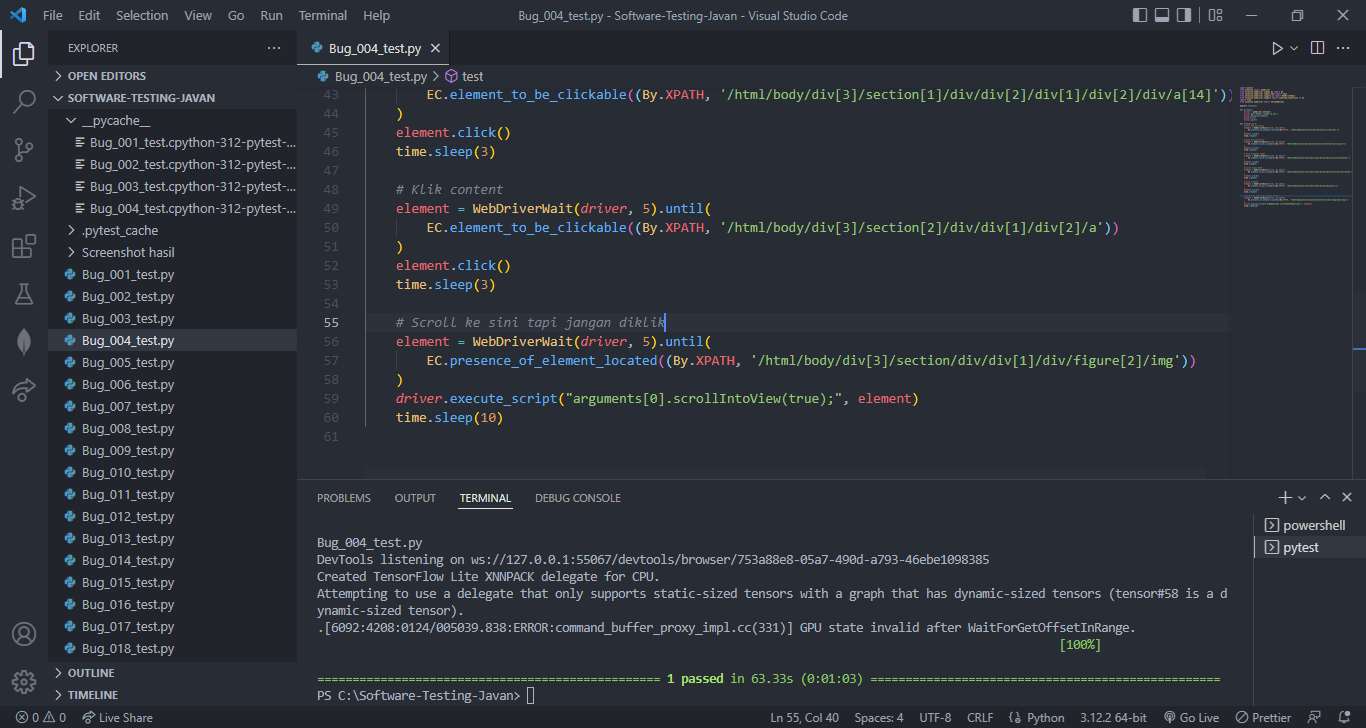 File Edit Selection View Go Run Terminal Help Bug_004_test.py - Software-Testing-Javan - Visual Studio Code
EXPLORER
OPEN EDITORS
SOFTWARE-TESTING-JAVAN
__pycache__
Bug_001_test.cpython-312-pytest-...
Bug_002_test.cpython-312-pytest-...
Bug_003_test.cpython-312-pytest-...
Bug_004_test.cpython-312-pytest-...
.pytest_cache
Screenshot hasil
Bug_001_test.py
Bug_002_test.py
Bug_003_test.py
Bug_004_test.py
Bug_005_test.py
Bug_006_test.py
Bug_007_test.py
Bug_008_test.py
Bug_009_test.py
Bug_010_test.py
Bug_011_test.py
Bug_012_test.py
Bug_013_test.py
Bug_014_test.py
Bug_015_test.py
Bug_016_test.py
Bug_017_test.py
Bug_018_test.py
OUTLINE
TIMELINE
Bug_004_test.py
Bug_004_test.py > test
43 EC.element_to_be_clickable((By.XPATH, '/html/body/div[3]/section[1]/div/div[2]/div[1]/div[2]/div/a[14]'))
44 )
45 element.click()
46 time.sleep(3)
47
48 # Klik content
49 element = WebDriverWait(driver, 5).until(
50 EC.element_to_be_clickable((By.XPATH, '/html/body/div[3]/section[2]/div/div[1]/div[2]/a'))
51 )
52 element.click()
53 time.sleep(3)
54
55 # Scroll ke sini tapi jangan diklik
56 element = WebDriverWait(driver, 5).until(
57 EC.presence_of_element_located((By.XPATH, '/html/body/div[3]/section/div/div[1]/div/figure[2]/img'))
58 )
59 driver.execute_script("arguments[0].scrollIntoView(true);", element)
60 time.sleep(10)
61
PROBLEMS OUTPUT TERMINAL DEBUG CONSOLE
Bug_004_test.py
DevTools listening on ws://127.0.0.1:55067/devtools/browser/753a88e8-05a7-490d-a793-46ebe1098385
Created TensorFlow Lite XNNPACK delegate for CPU.
Attempting to use a delegate that only supports static-sized tensors with a graph that has dynamic-sized tensors (tensor#58 is a d
ynamic-sized tensor).
.[6092:4208:0124/005039.838:ERROR:command_buffer_proxy_impl.cc(331)] GPU state invalid after WaitForGetOffsetInRange.
[100%]
================================================= 1 passed in 63.33s (0:01:03) ==================================================
PS C:\Software-Testing-Javan>
powershell
pytest
0 0 Live Share Ln 55, Col 40 Spaces: 4 UTF-8 CRLF Python 3.12.2 64-bit Go Live Prettier